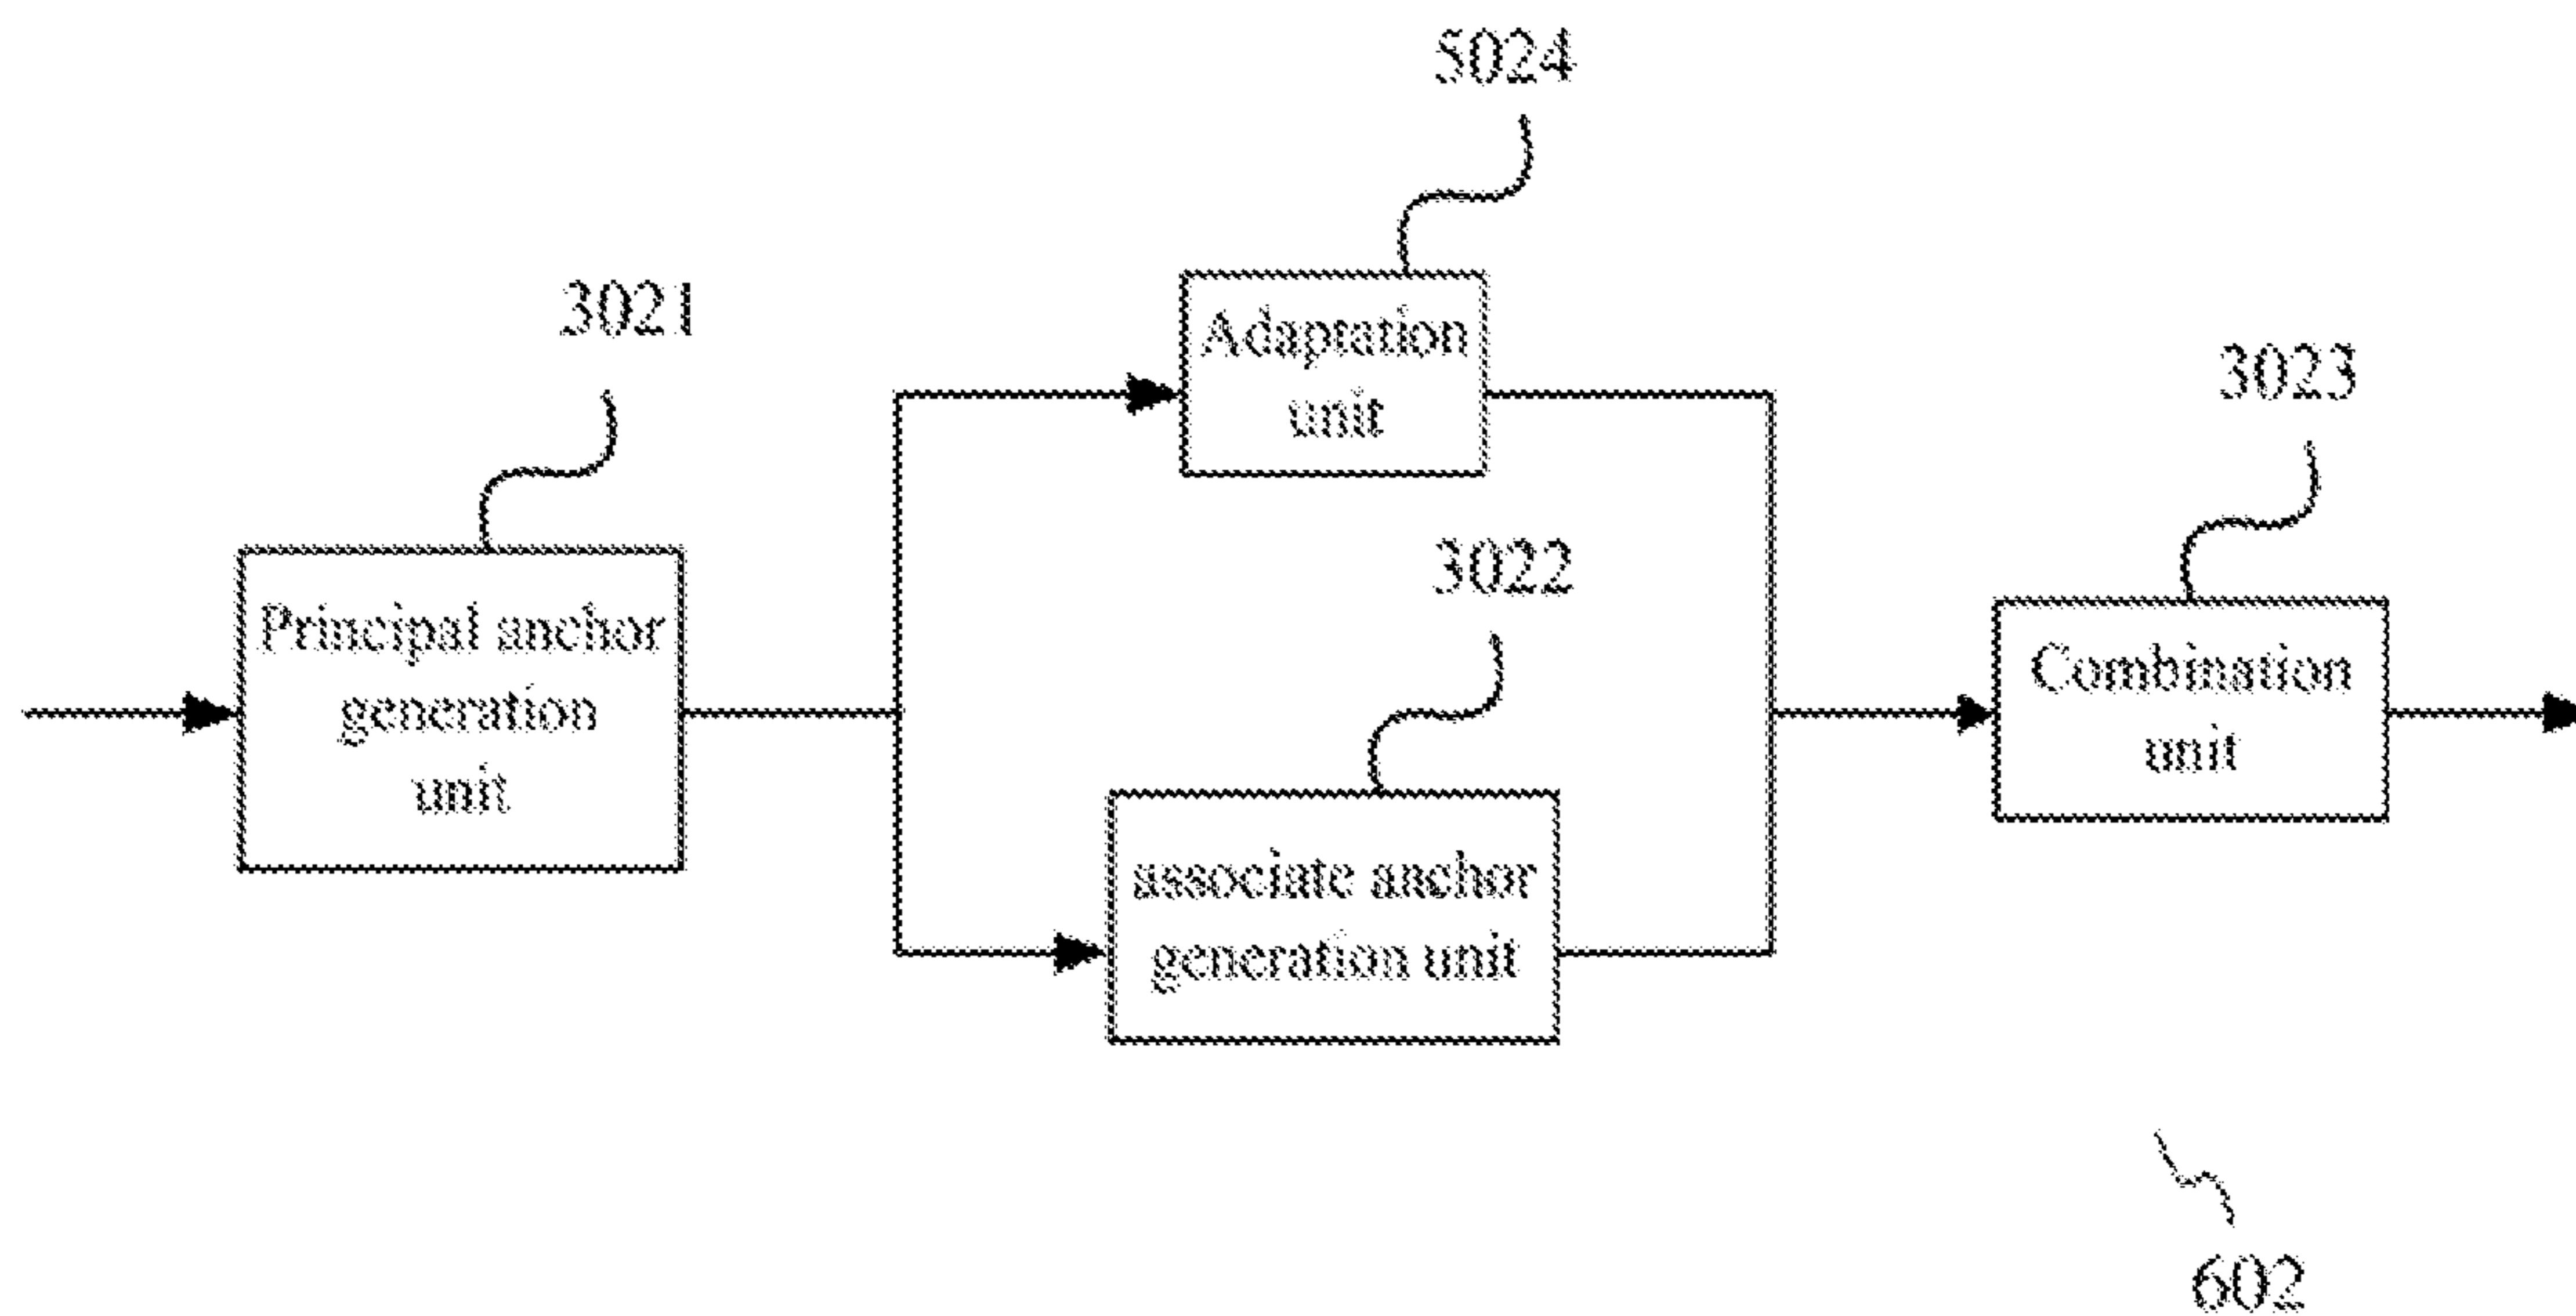 5024
3021
Adaptation
unit
3023
3022
Principal anchor
generation
unit
Combination
unit
associate anchor
generation unit
602